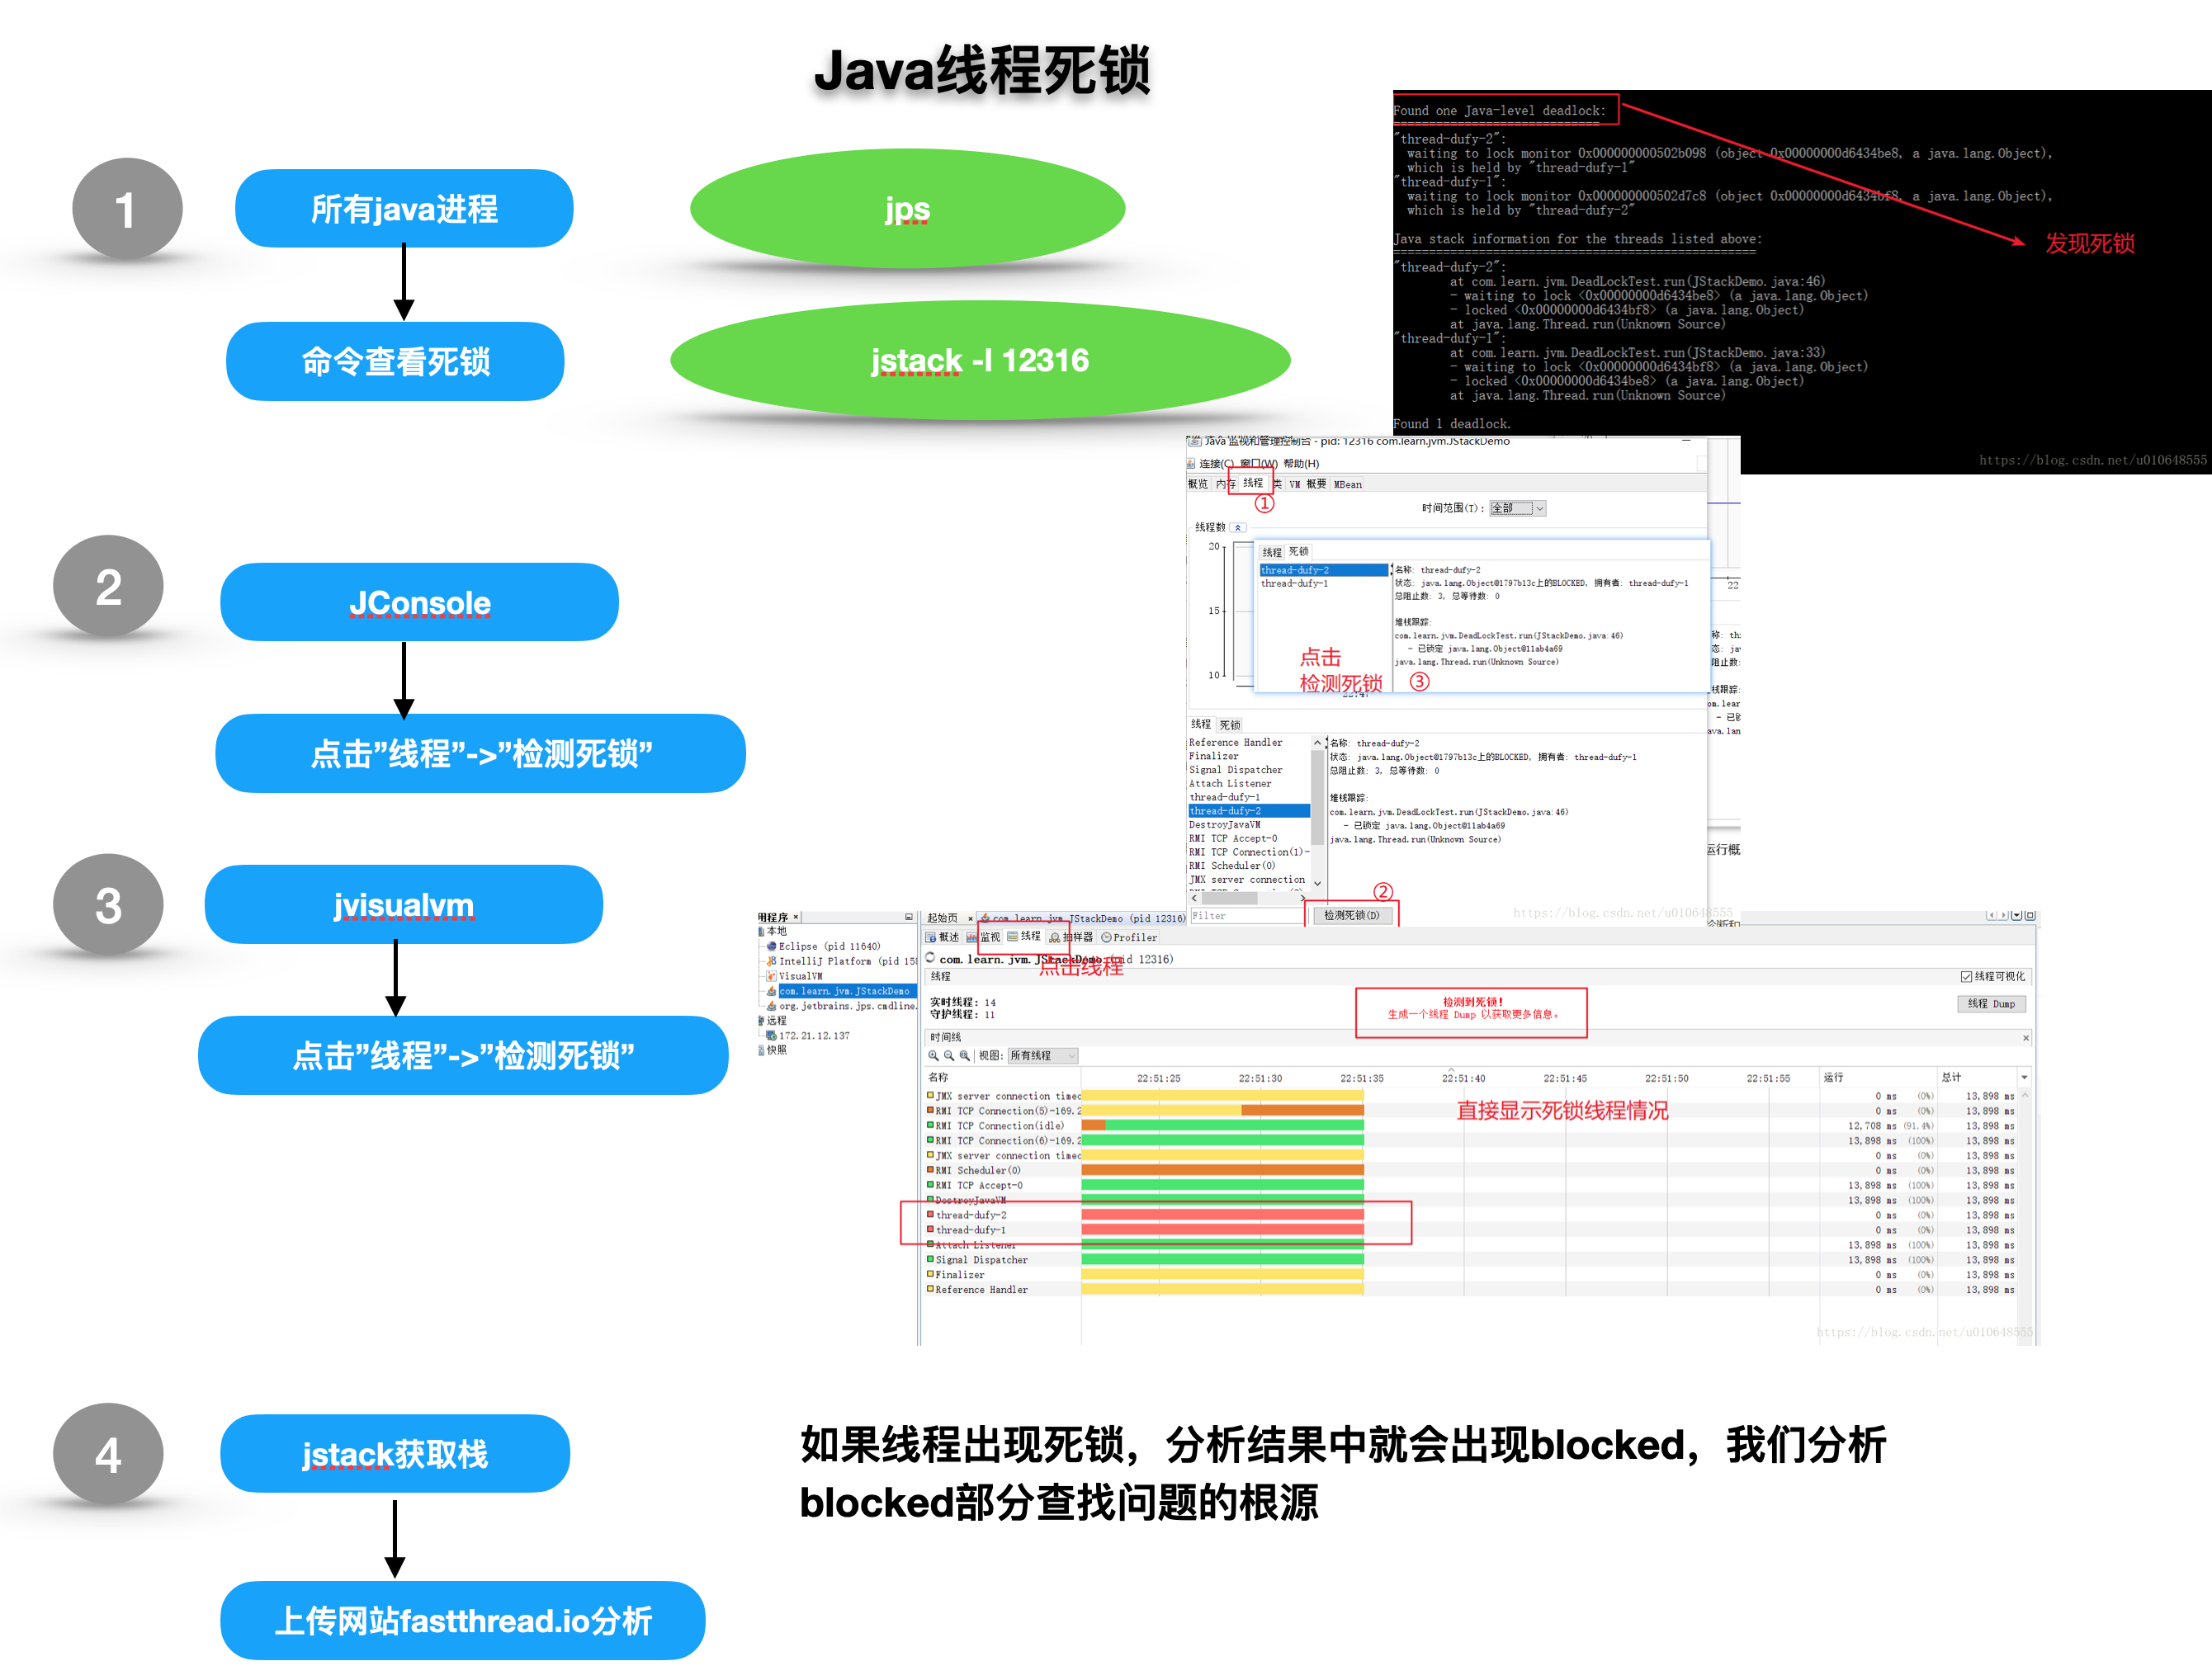 Java线程死锁
1
所有java进程
jps
命令查看死锁
jstack -l 12316
Found one Java-level deadlock:
=============================
"thread-dufy-2":
waiting to lock monitor 0x000000000502b098 (object 0x00000000d6434be8, a java.lang.Object),
which is held by "thread-dufy-1"
"thread-dufy-1":
waiting to lock monitor 0x000000000502d7c8 (object 0x00000000d6434bf8, a java.lang.Object),
which is held by "thread-dufy-2"
Java stack information for the threads listed above:
===================================================
"thread-dufy-2":
at com.learn.jvm.DeadLockTest.run(JStackDemo.java:46)
- waiting to lock <0x00000000d6434be8> (a java.lang.Object)
- locked <0x00000000d6434bf8> (a java.lang.Object)
at java.lang.Thread.run(Unknown Source)
"thread-dufy-1":
at com.learn.jvm.DeadLockTest.run(JStackDemo.java:33)
- waiting to lock <0x00000000d6434bf8> (a java.lang.Object)
- locked <0x00000000d6434be8> (a java.lang.Object)
at java.lang.Thread.run(Unknown Source)
Found 1 deadlock.
发现死锁
https://blog.csdn.net/u010648555
2
JConsole
点击”线程”->”检测死锁”
Java 监视和管理控制台 - pid: 12316 com.learn.jvm.JStackDemo
连接(C) 窗口(W) 帮助(H)
概览 内存 线程 类 VM 概要 MBean
①
时间范围(T): 全部
线程数
20
15
10
22
线程 死锁
thread-dufy-2
thread-dufy-1
名称: thread-dufy-2
状态: java.lang.Object@1797b13c上的BLOCKED, 拥有者: thread-dufy-1
总阻止数: 3, 总等待数: 0
堆栈跟踪:
com.learn.jvm.DeadLockTest.run(JStackDemo.java:46)
- 已锁定 java.lang.Object@11ab4a69
java.lang.Thread.run(Unknown Source)
点击
检测死锁 ③
线程 死锁
Reference Handler
Finalizer
Signal Dispatcher
Attach Listener
thread-dufy-1
thread-dufy-2
DestroyJavaVM
RMI TCP Accept-0
RMI TCP Connection(1)-
RMI Scheduler(0)
JMX server connection
名称: thread-dufy-2
状态: java.lang.Object@1797b13c上的BLOCKED, 拥有者: thread-dufy-1
总阻止数: 3, 总等待数: 0
堆栈跟踪:
com.learn.jvm.DeadLockTest.run(JStackDemo.java:46)
- 已锁定 java.lang.Object@11ab4a69
java.lang.Thread.run(Unknown Source)
运行概
②
Filter
检测死锁(D)
https://blog.csdn.net/u010648555
3
jvisualvm
点击”线程”->”检测死锁”
用程序 ×
本地
Eclipse (pid 11640)
IntelliJ Platform (pid 15
VisualVM
com.learn.jvm.JStackDemo
org.jetbrains.jps.cmdline.
远程
172.21.12.137
快照
起始页 × com.learn.jvm.JStackDemo (pid 12316)
概述 监视 线程 抽样器 Profiler
com.learn.jvm.JStackDemo (pid 12316)
点击线程
线程
线程可视化
实时线程: 14
守护线程: 11
检测到死锁!
生成一个线程 Dump 以获取更多信息。
线程 Dump
时间线 ×
视图: 所有线程
名称 22:51:25 22:51:30 22:51:35 22:51:40 22:51:45 22:51:50 22:51:55 运行 总计
JMX server connection timeo 0 ms (0%) 13,898 ms
RMI TCP Connection(5)-169.2 0 ms (0%) 13,898 ms
RMI TCP Connection(idle) 12,708 ms (91.4%) 13,898 ms
RMI TCP Connection(6)-169.2 13,898 ms (100%) 13,898 ms
JMX server connection timeo 0 ms (0%) 13,898 ms
RMI Scheduler(0) 0 ms (0%) 13,898 ms
RMI TCP Accept-0 13,898 ms (100%) 13,898 ms
DestroyJavaVM 13,898 ms (100%) 13,898 ms
thread-dufy-2 0 ms (0%) 13,898 ms
thread-dufy-1 0 ms (0%) 13,898 ms
Attach Listener 13,898 ms (100%) 13,898 ms
Signal Dispatcher 13,898 ms (100%) 13,898 ms
Finalizer 0 ms (0%) 13,898 ms
Reference Handler 0 ms (0%) 13,898 ms
直接显示死锁线程情况
https://blog.csdn.net/u010648555
4
jstack获取栈
上传网站fastthread.io分析
如果线程出现死锁，分析结果中就会出现blocked，我们分析
blocked部分查找问题的根源